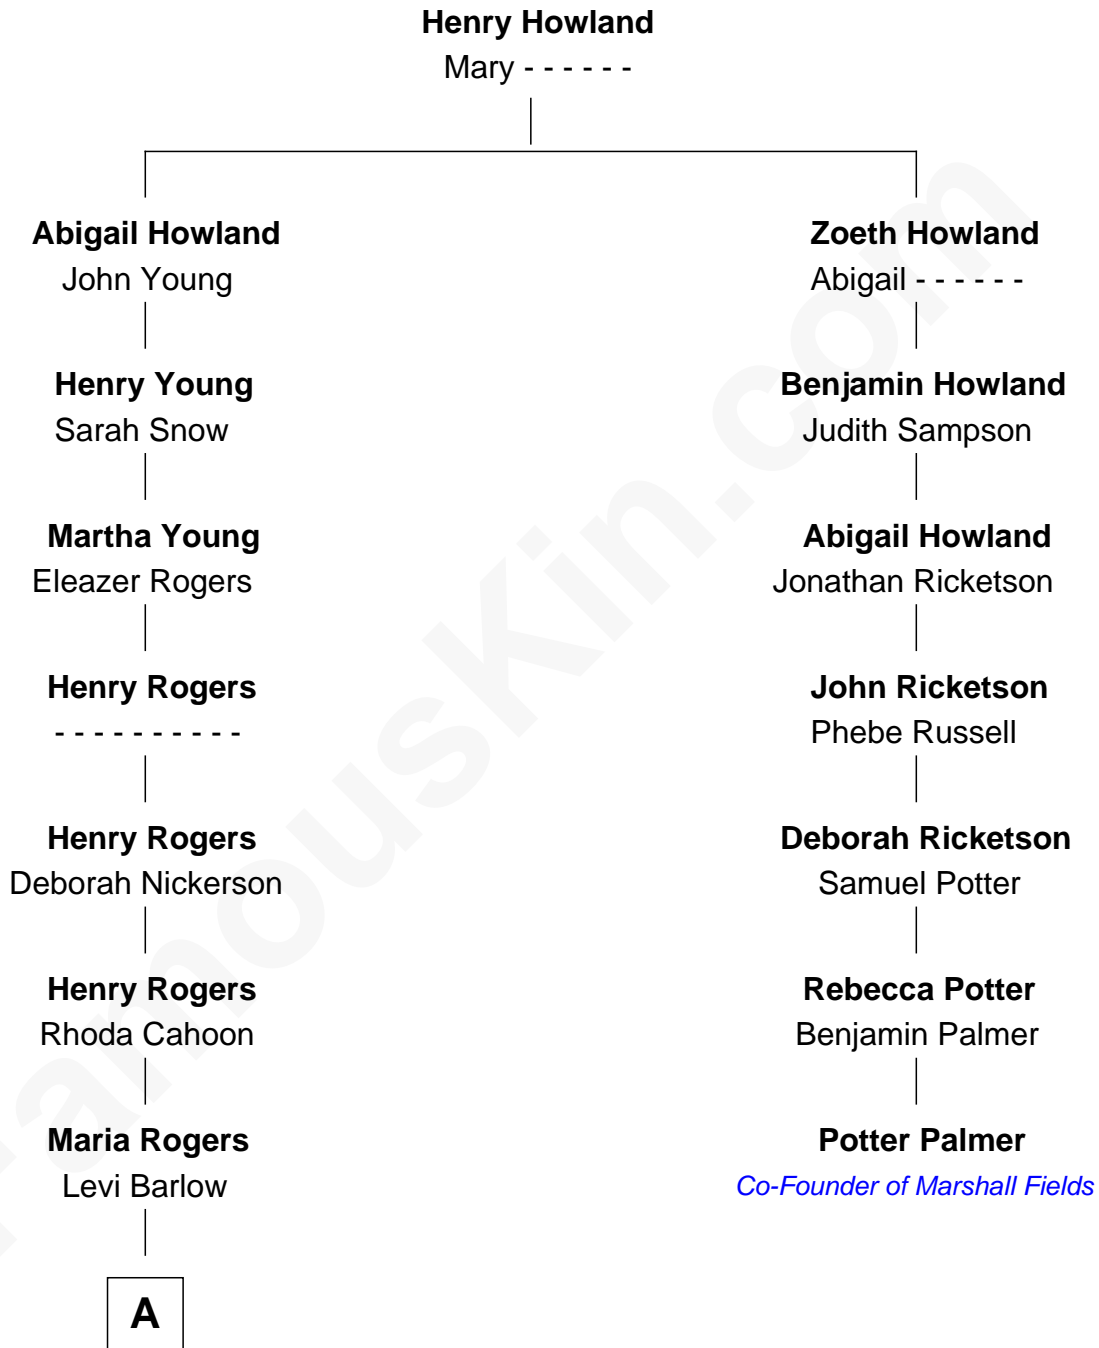 Henry Howland
Mary - - - - - -
Abigail Howland
John Young
Zoeth Howland
Abigail - - - - - -
Henry Young
Sarah Snow
Benjamin Howland
Judith Sampson
Martha Young
Eleazer Rogers
Abigail Howland
Jonathan Ricketson
Henry Rogers
- - - - - - - - - -
John Ricketson
Phebe Russell
Henry Rogers
Deborah Nickerson
Deborah Ricketson
Samuel Potter
Henry Rogers
Rhoda Cahoon
Rebecca Potter
Benjamin Palmer
Maria Rogers
Levi Barlow
Potter Palmer
Co-Founder of Marshall Fields
A
FamousKin.com